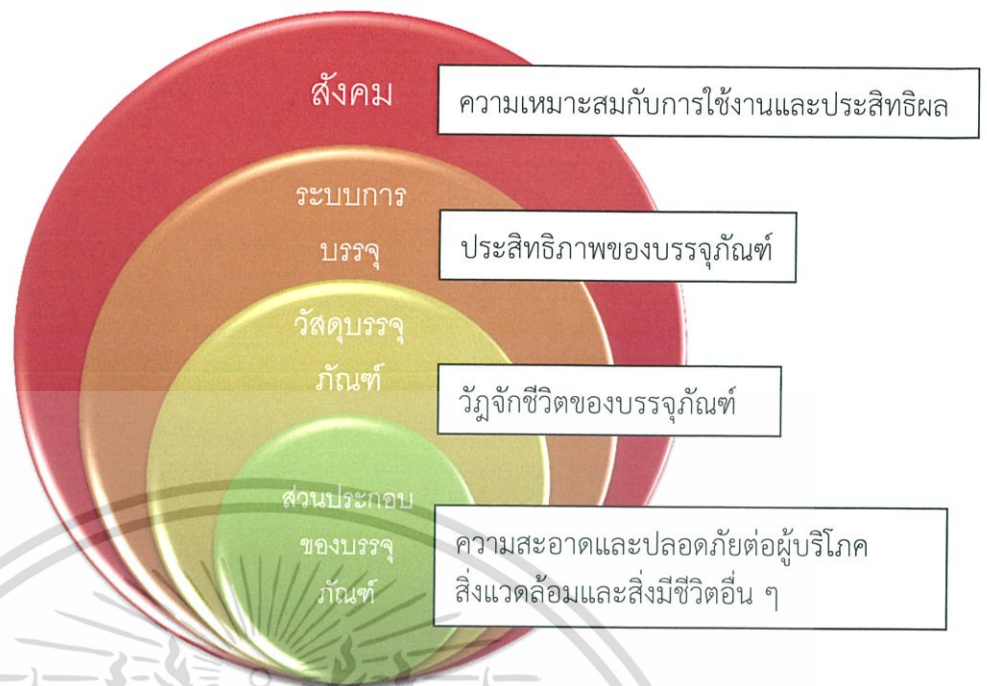 สังคม
ความเหมาะสมกับการใช้งานและประสิทธิผล
ระบบการ
บรรจุ
ประสิทธิภาพของบรรจุภัณฑ์
วัสดุบรรจุ
ภัณฑ์
วัฎจักชีวิตของบรรจุภัณฑ์
ส่วนประกอบ
ของบรรจุ
ภัณฑ์
ความสะอาดและปลอดภัยต่อผู้บริโภค
สิ่งแวดล้อมและสิ่งมีชีวิตอื่น ๆ